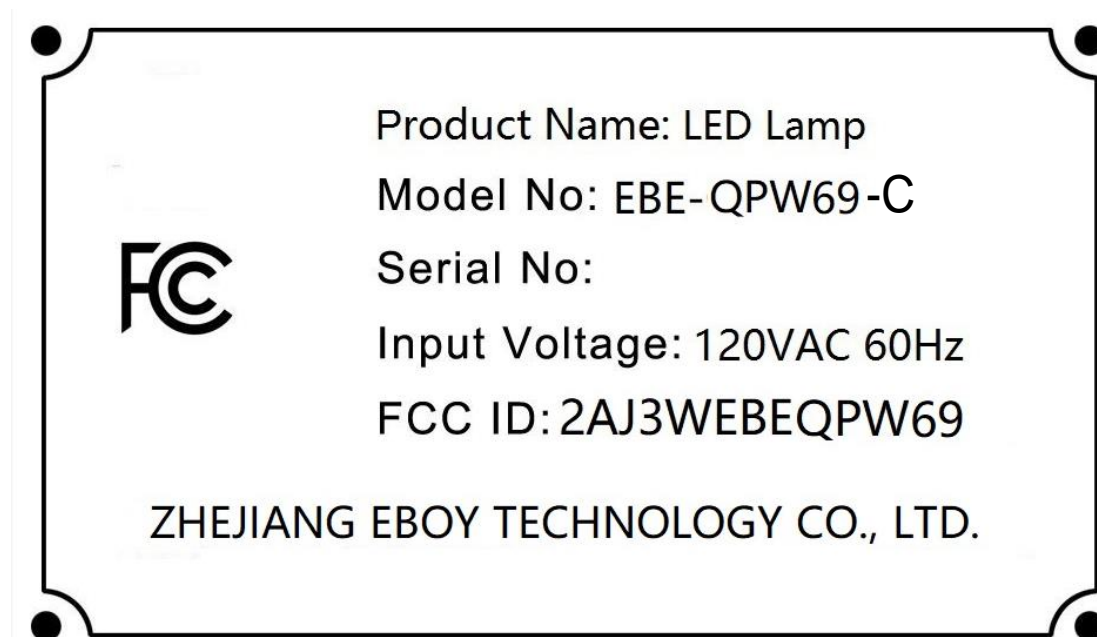 Product Name: LED Lamp
Model No: EBE-QPW69-C
FC
Serial No:
Input Voltage: 120VAC 60Hz
FCC ID: 2AJ3WEBEQPW69
ZHEJIANG EBOY TECHNOLOGY CO., LTD.